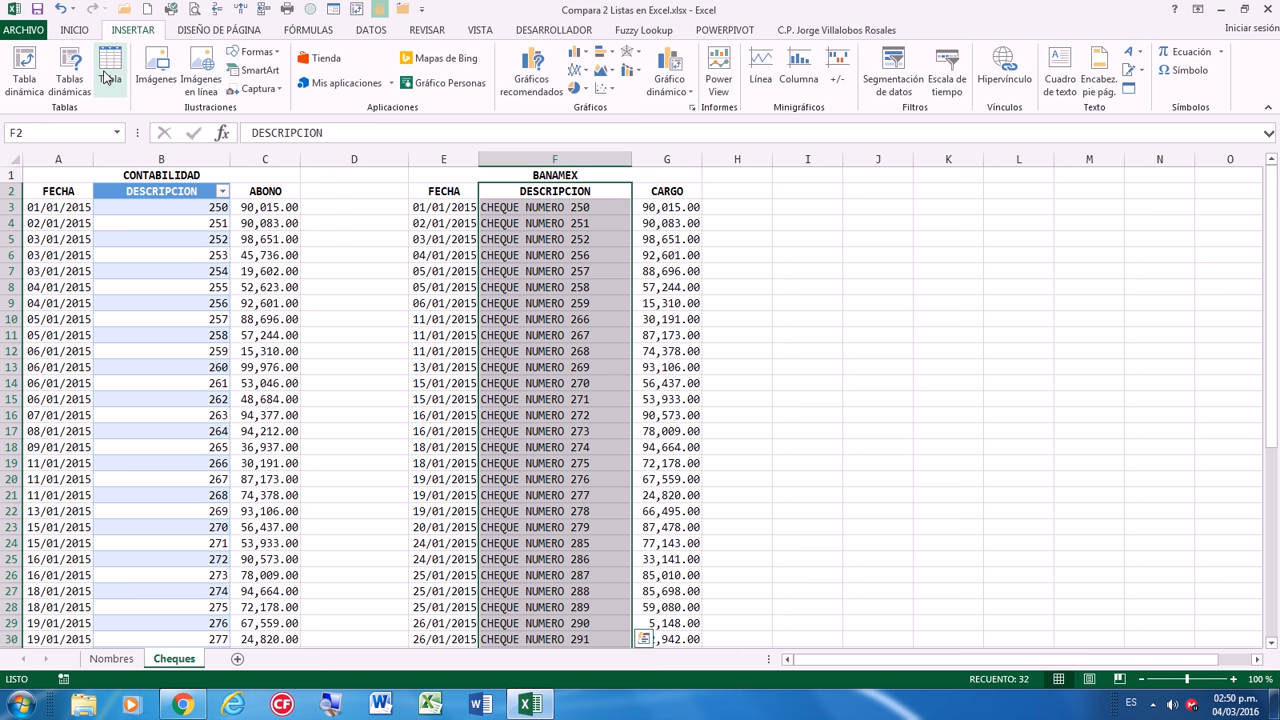 Compara 2 Listas en Excel.xlsx - Excel
ARCHIVO INICIO INSERTAR DISEÑO DE PÁGINA FÓRMULAS DATOS REVISAR VISTA DESARROLLADOR Fuzzy Lookup POWERPIVOT C.P. Jorge Villalobos Rosales Iniciar sesión
Tabla dinámica
Tablas dinámicas
Tabla
Tablas
Imágenes
Imágenes en línea
Formas
SmartArt
Captura
Ilustraciones
Tienda
Mis aplicaciones
Mapas de Bing
Gráfico Personas
Aplicaciones
Gráficos recomendados
Gráfico dinámico
Gráficos
Power View
Informes
Línea
Columna
+/-
Minigráficos
Segmentación de datos
Escala de tiempo
Filtros
Hipervínculo
Vínculos
Cuadro de texto
Encabez. pie pág.
Texto
Ecuación
Símbolo
Símbolos
F2 fx DESCRIPCION
A B C D E F G H I J K L M N O
1 CONTABILIDAD BANAMEX
2 FECHA DESCRIPCION ABONO FECHA DESCRIPCION CARGO
3 01/01/2015 250 90,015.00 01/01/2015 CHEQUE NUMERO 250 90,015.00
4 02/01/2015 251 90,083.00 02/01/2015 CHEQUE NUMERO 251 90,083.00
5 03/01/2015 252 98,651.00 03/01/2015 CHEQUE NUMERO 252 98,651.00
6 03/01/2015 253 45,736.00 04/01/2015 CHEQUE NUMERO 256 92,601.00
7 03/01/2015 254 19,602.00 05/01/2015 CHEQUE NUMERO 257 88,696.00
8 04/01/2015 255 52,623.00 05/01/2015 CHEQUE NUMERO 258 57,244.00
9 04/01/2015 256 92,601.00 06/01/2015 CHEQUE NUMERO 259 15,310.00
10 05/01/2015 257 88,696.00 11/01/2015 CHEQUE NUMERO 266 30,191.00
11 05/01/2015 258 57,244.00 11/01/2015 CHEQUE NUMERO 267 87,173.00
12 06/01/2015 259 15,310.00 11/01/2015 CHEQUE NUMERO 268 74,378.00
13 06/01/2015 260 99,976.00 13/01/2015 CHEQUE NUMERO 269 93,106.00
14 06/01/2015 261 53,046.00 15/01/2015 CHEQUE NUMERO 270 56,437.00
15 06/01/2015 262 48,684.00 15/01/2015 CHEQUE NUMERO 271 53,933.00
16 07/01/2015 263 94,377.00 16/01/2015 CHEQUE NUMERO 272 90,573.00
17 08/01/2015 264 94,212.00 16/01/2015 CHEQUE NUMERO 273 78,009.00
18 09/01/2015 265 36,937.00 18/01/2015 CHEQUE NUMERO 274 94,664.00
19 11/01/2015 266 30,191.00 18/01/2015 CHEQUE NUMERO 275 72,178.00
20 11/01/2015 267 87,173.00 19/01/2015 CHEQUE NUMERO 276 67,559.00
21 11/01/2015 268 74,378.00 19/01/2015 CHEQUE NUMERO 277 24,820.00
22 13/01/2015 269 93,106.00 19/01/2015 CHEQUE NUMERO 278 66,495.00
23 15/01/2015 270 56,437.00 20/01/2015 CHEQUE NUMERO 279 87,478.00
24 15/01/2015 271 53,933.00 24/01/2015 CHEQUE NUMERO 285 77,143.00
25 16/01/2015 272 90,573.00 24/01/2015 CHEQUE NUMERO 286 33,141.00
26 16/01/2015 273 78,009.00 25/01/2015 CHEQUE NUMERO 287 85,010.00
27 18/01/2015 274 94,664.00 25/01/2015 CHEQUE NUMERO 288 85,698.00
28 18/01/2015 275 72,178.00 25/01/2015 CHEQUE NUMERO 289 59,080.00
29 19/01/2015 276 67,559.00 26/01/2015 CHEQUE NUMERO 290 5,148.00
30 19/01/2015 277 24,820.00 26/01/2015 CHEQUE NUMERO 291 ,942.00
Nombres Cheques
LISTO RECUENTO: 32 100 %
ES 02:50 p.m.
04/03/2016